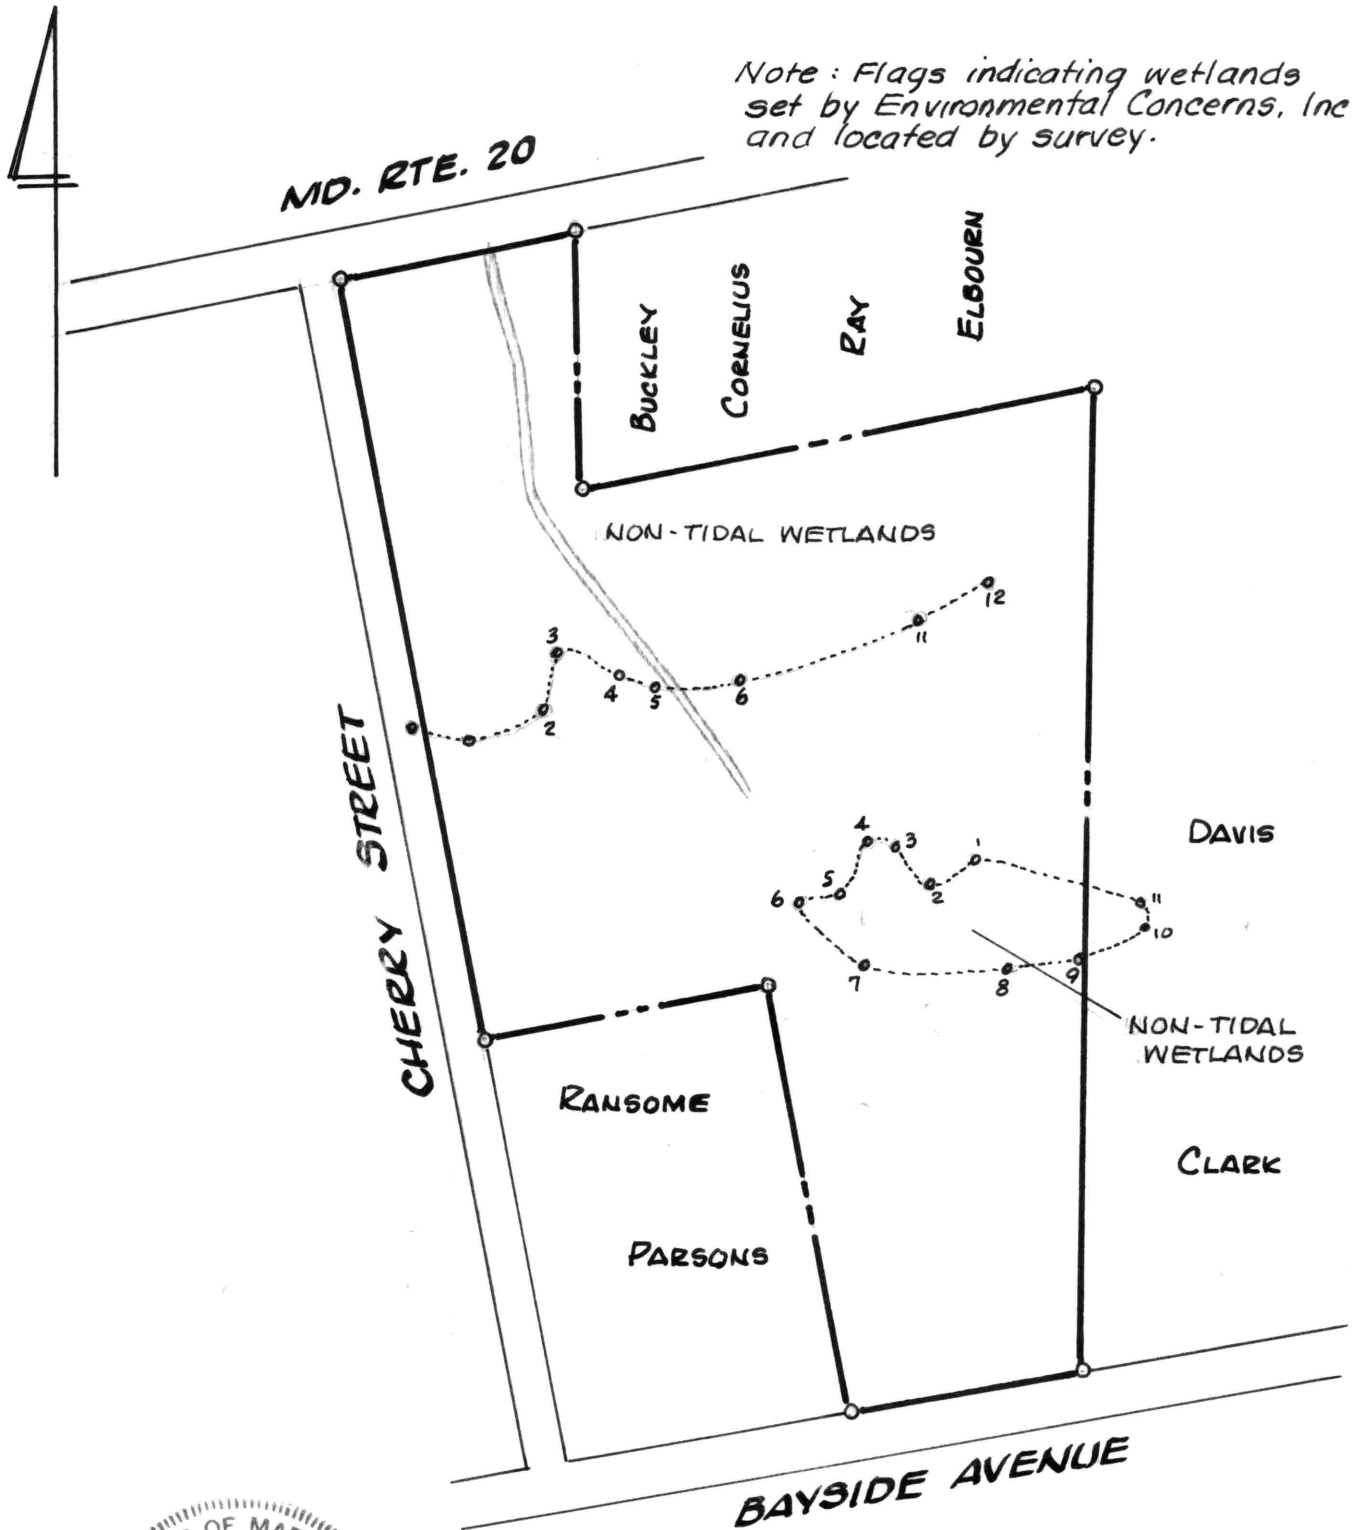 Note : Flags indicating wetlands
set by Environmental Concerns, Inc
and located by survey.
MD. RTE. 20
BUCKLEY
CORNELIUS
RAY
ELBOURN
NON-TIDAL WETLANDS
12
11
3
4
5
6
2
CHERRY STREET
DAVIS
4
3
1
5
6
2
11
10
7
8
9
NON-TIDAL
WETLANDS
RANSOME
CLARK
PARSONS
BAYSIDE AVENUE
OF